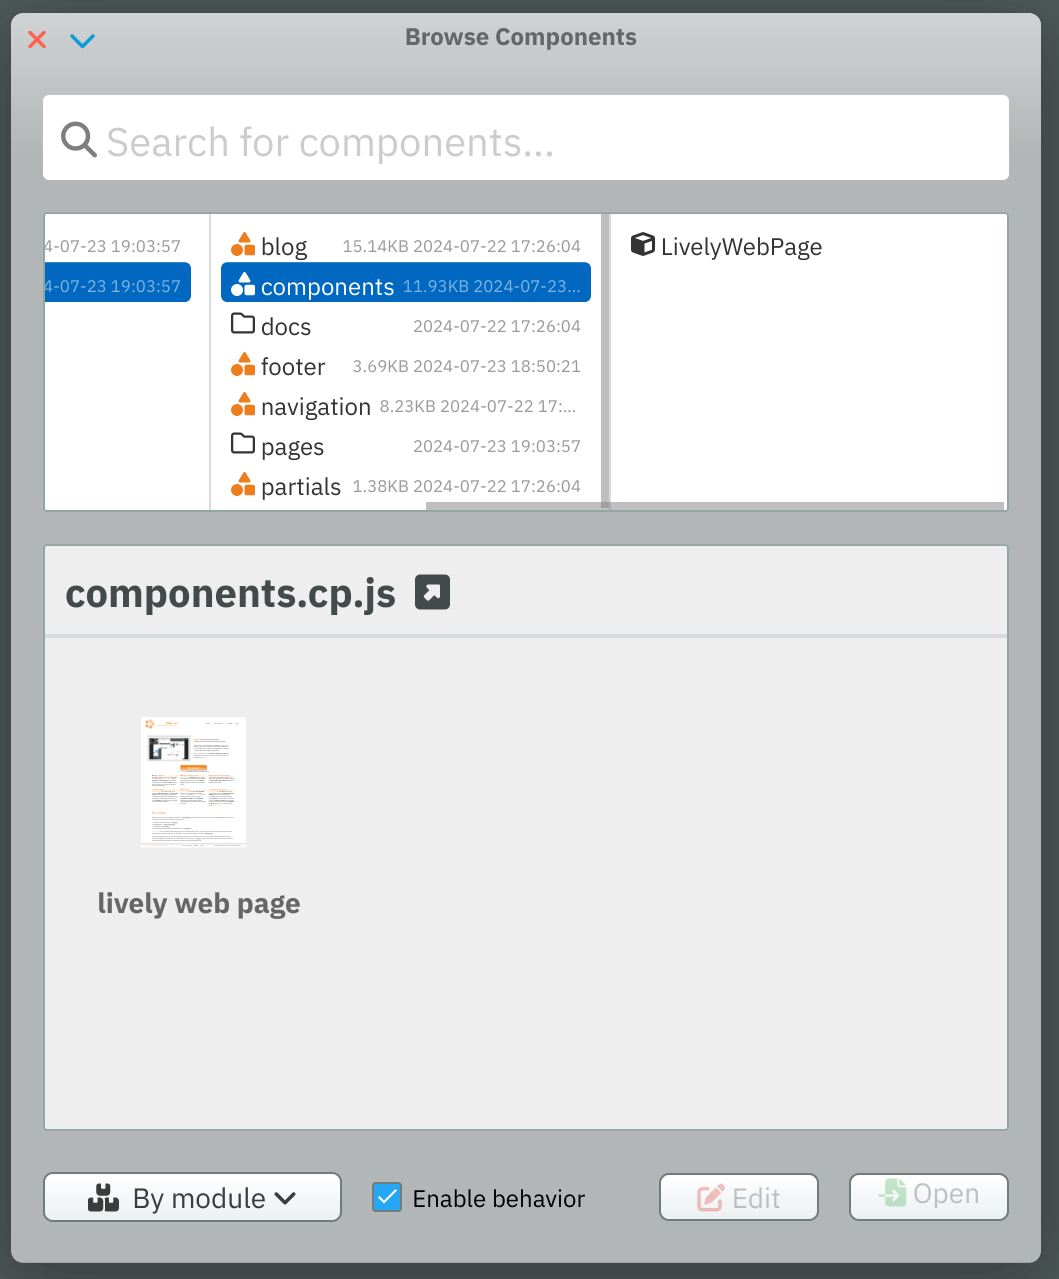 Browse Components
Search for components...
4-07-23 19:03:57
4-07-23 19:03:57
blog 15.14KB 2024-07-22 17:26:04
components 11.93KB 2024-07-23...
docs 2024-07-22 17:26:04
footer 3.69KB 2024-07-23 18:50:21
navigation 8.23KB 2024-07-22 17:...
pages 2024-07-23 19:03:57
partials 1.38KB 2024-07-22 17:26:04
LivelyWebPage
components.cp.js
lively web page
By module
Enable behavior
Edit
Open